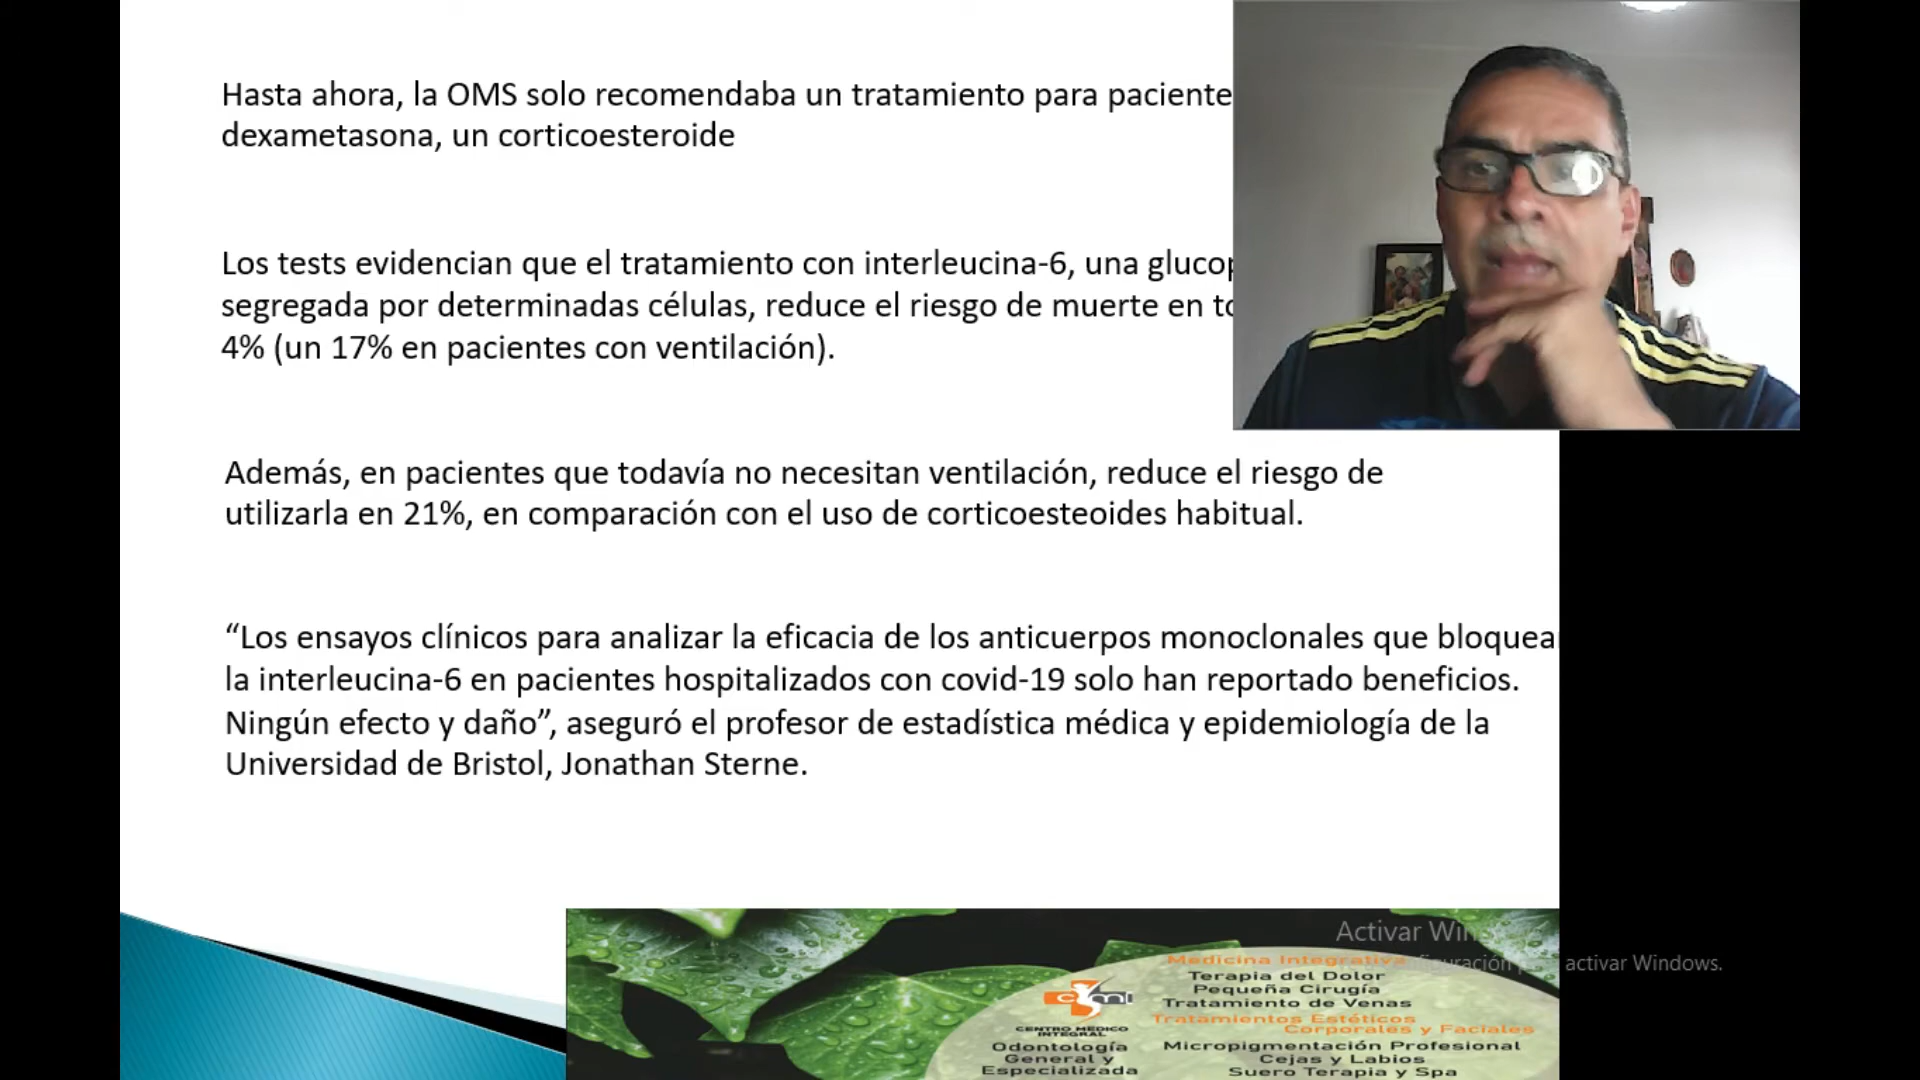 Hasta ahora, la OMS solo recomendaba un tratamiento para paciente
dexametasona, un corticoesteroide
Los tests evidencian que el tratamiento con interleucina-6, una
segregada por determinadas células, reduce el riesgo de muerte en
4% (un 17% en pacientes con ventilación).
Además, en pacientes que todavía no necesitan ventilación, reduce el riesgo de
utilizarla en 21%, en comparación con el uso de corticoesteoides habitual.
“Los ensayos clínicos para analizar la eficacia de los anticuerpos monoclonales que
la interleucina-6 en pacientes hospitalizados con covid-19 solo han reportado beneficios.
Ningún efecto y daño”, aseguró el profesor de estadística médica y epidemiología de la
Universidad de Bristol, Jonathan Sterne.
Activar
activar Windows.
Medicina Integrativa
Terapia del Dolor
Pequeña Cirugía
Tratamiento de Venas
Tratamientos Estéticos
Corporales y Faciales
Micropigmentación Profesional
Cejas y Labios
Suero Terapia y Spa
cmi
CENTRO MÉDICO
INTEGRAL
Odontología
General y
Especializada